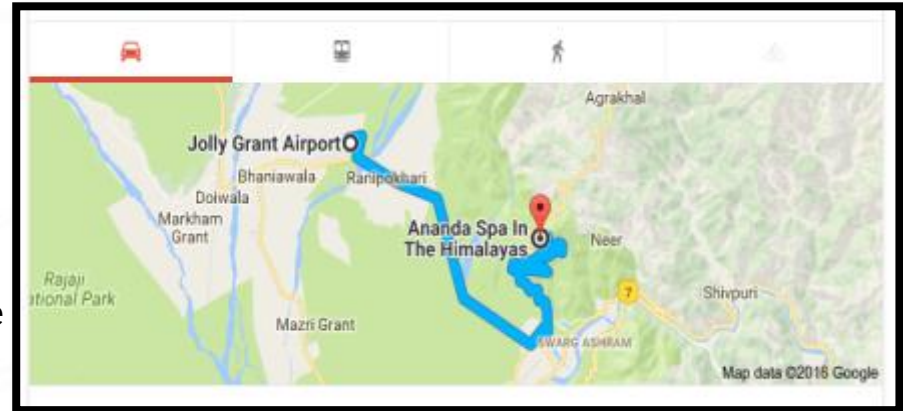 Agrakhal
Jolly Grant Airport
Bhaniawala
Ranipokhari
Doiwala
Markham
Grant
Ananda Spa In
The Himalayas
Neer
Rajaji
ational Park
7
Shivpuri
Mazri Grant
SWARG ASHRAM
e
Map data ©2016 Google